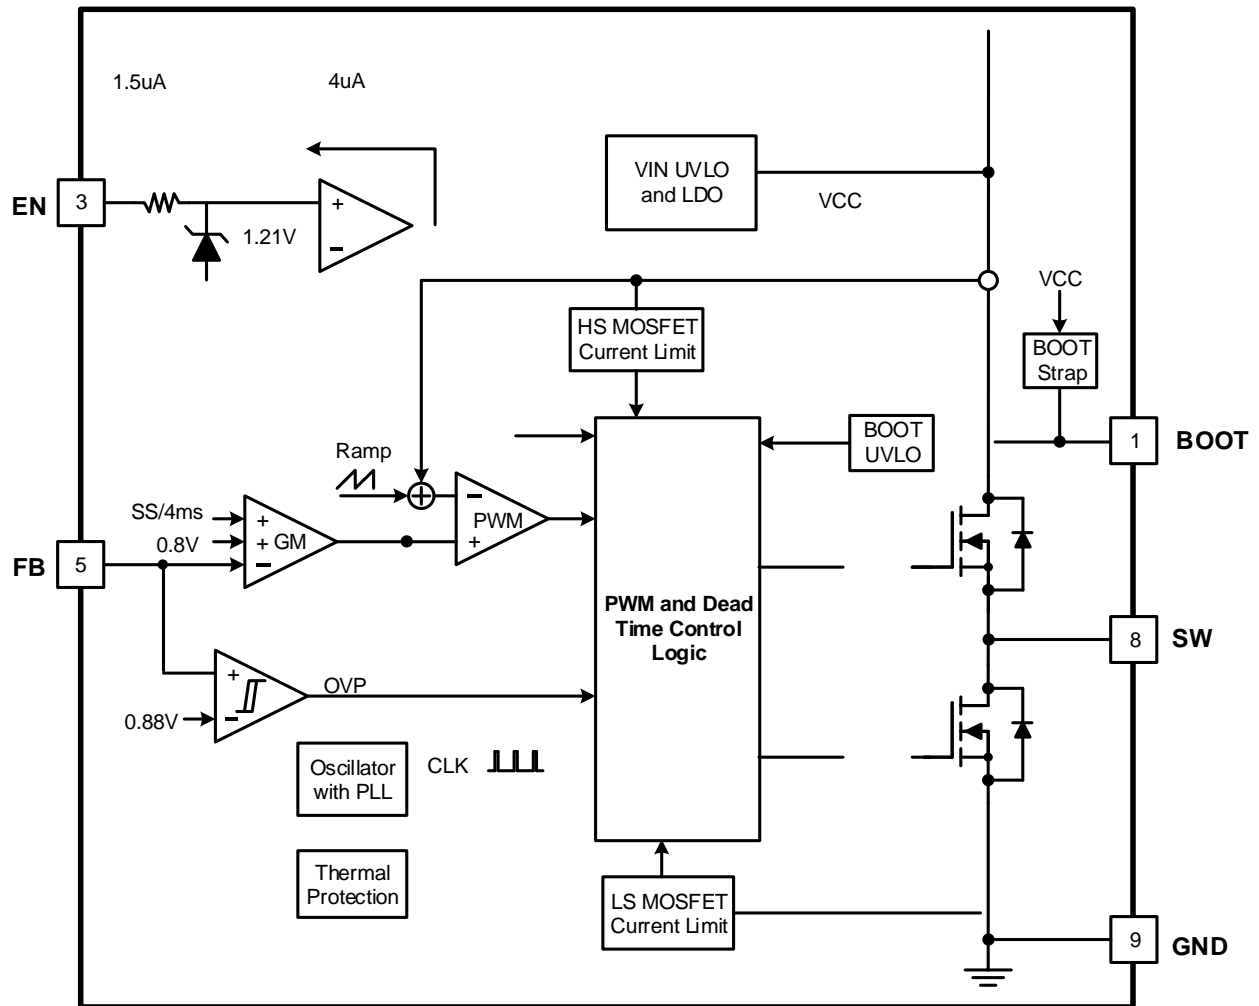 1.5uA
4uA
EN
3
+
−
1.21V
VIN UVLO
and LDO
VCC
VCC
HS MOSFET
Current Limit
BOOT
Strap
1
BOOT
BOOT
UVLO
Ramp
+
−
PWM
+
SS/4ms
0.8V
+
+
GM
−
FB
5
PWM and Dead
Time Control
Logic
8
SW
+
−
OVP
0.88V
Oscillator
with PLL
CLK
Thermal
Protection
LS MOSFET
Current Limit
9
GND